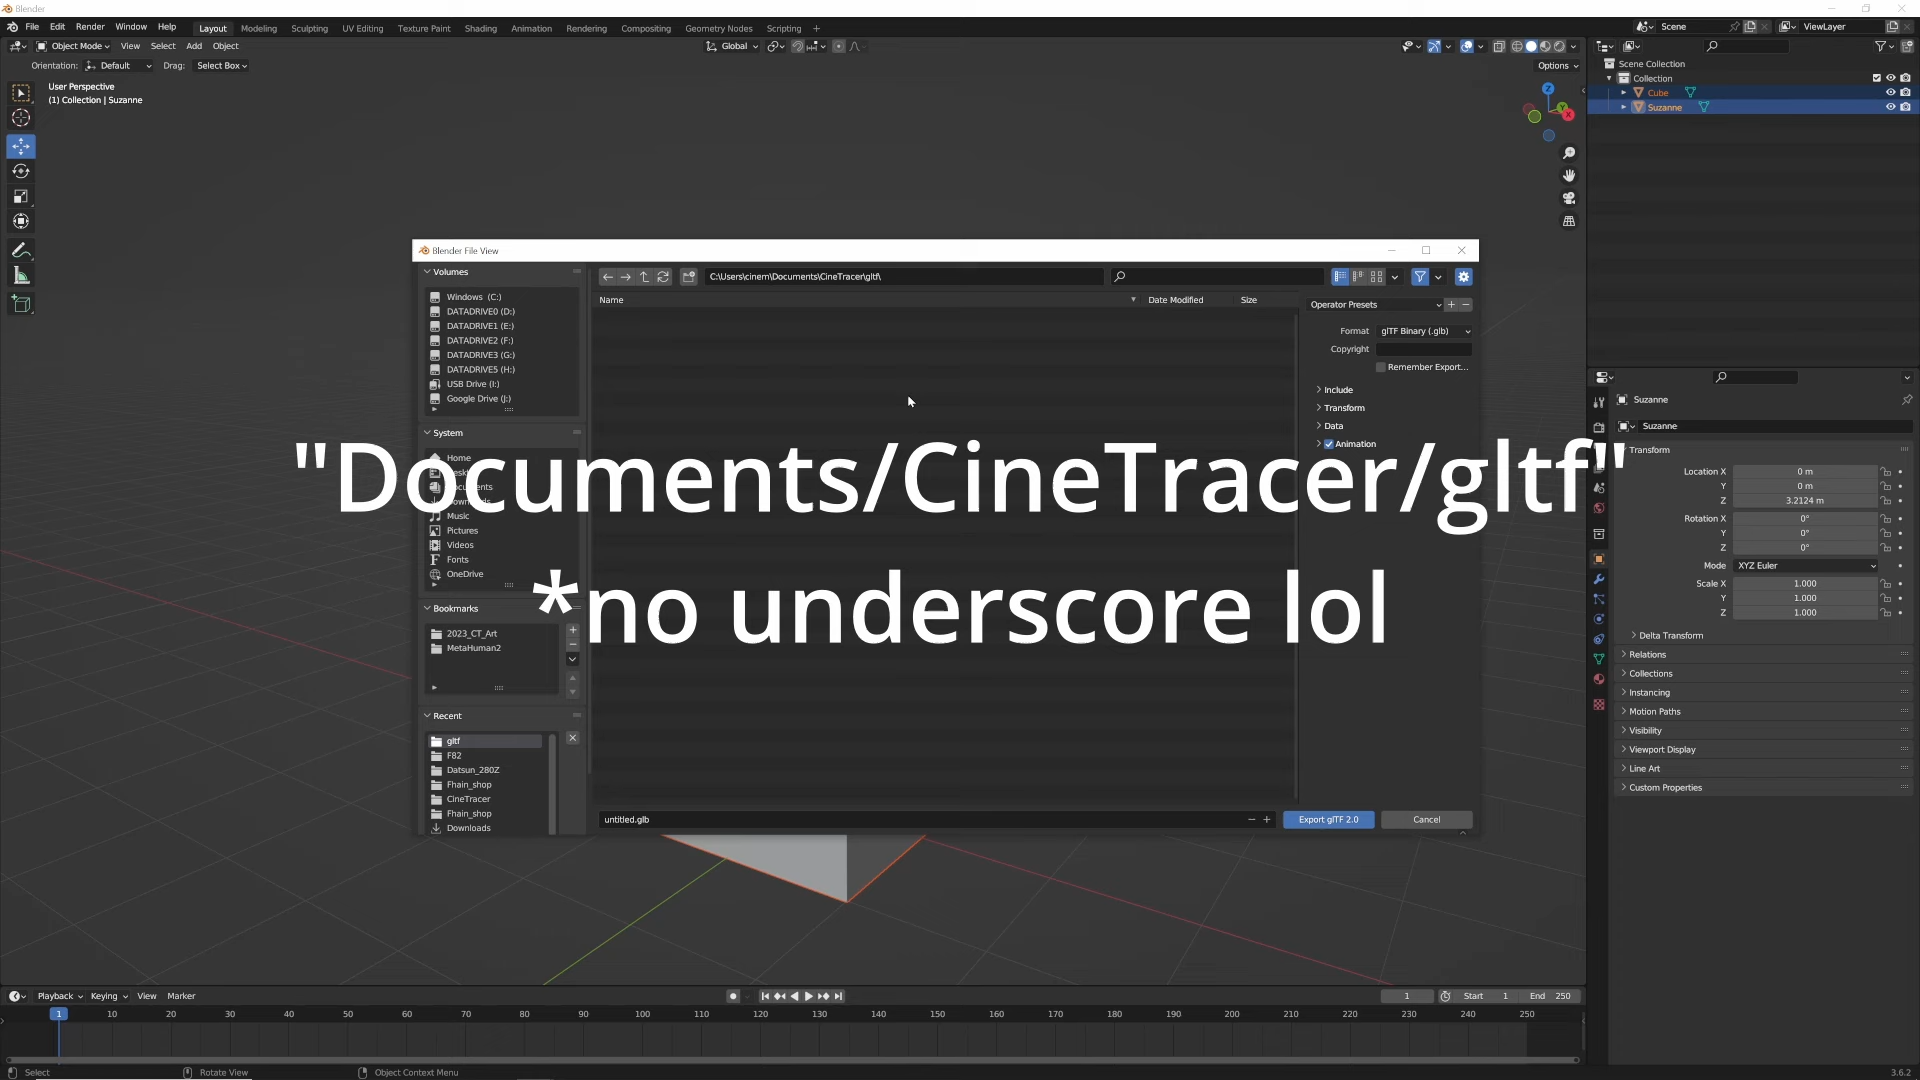 Blender
File Edit Render Window Help Layout Modeling Sculpting UV Editing Texture Paint Shading Animation Rendering Compositing Geometry Nodes Scripting + Scene ViewLayer
Object Mode View Select Add Object Global
Orientation: Default Drag: Select Box Options
User Perspective
(1) Collection | Suzanne
Scene Collection
Collection
Cube
Suzanne
Z
Y
X
Blender File View
Volumes
Windows (C:)
DATADRIVE0 (D:)
DATADRIVE1 (E:)
DATADRIVE2 (F:)
DATADRIVE3 (G:)
DATADRIVE5 (H:)
USB Drive (I:)
Google Drive (J:)
System
Home
Music
Pictures
Videos
Fonts
OneDrive
Bookmarks
2023_CT_Art
MetaHuman2
Recent
gltf
F82
Datsun_280Z
Fhain_shop
CineTracer
Fhain_shop
Downloads
C:\Users\cinem\Documents\CineTracer\gltf\
Name Date Modified Size
Operator Presets
Format glTF Binary (.glb)
Copyright
Remember Export...
Include
Transform
Data
Animation
"Documents/CineTracer/gltf"
*no underscore lol
untitled.glb
Export glTF 2.0 Cancel
Suzanne
Suzanne
Transform
Location X 0 m
Y 0 m
Z 3.2124 m
Rotation X 0°
Y 0°
Z 0°
Mode XYZ Euler
Scale X 1.000
Y 1.000
Z 1.000
Delta Transform
Relations
Collections
Instancing
Motion Paths
Visibility
Viewport Display
Line Art
Custom Properties
Playback Keying View Marker 1 Start 1 End 250
1 10 20 30 40 50 60 70 80 90 100 110 120 130 140 150 160 170 180 190 200 210 220 230 240 250
Select Rotate View Object Context Menu 3.6.2